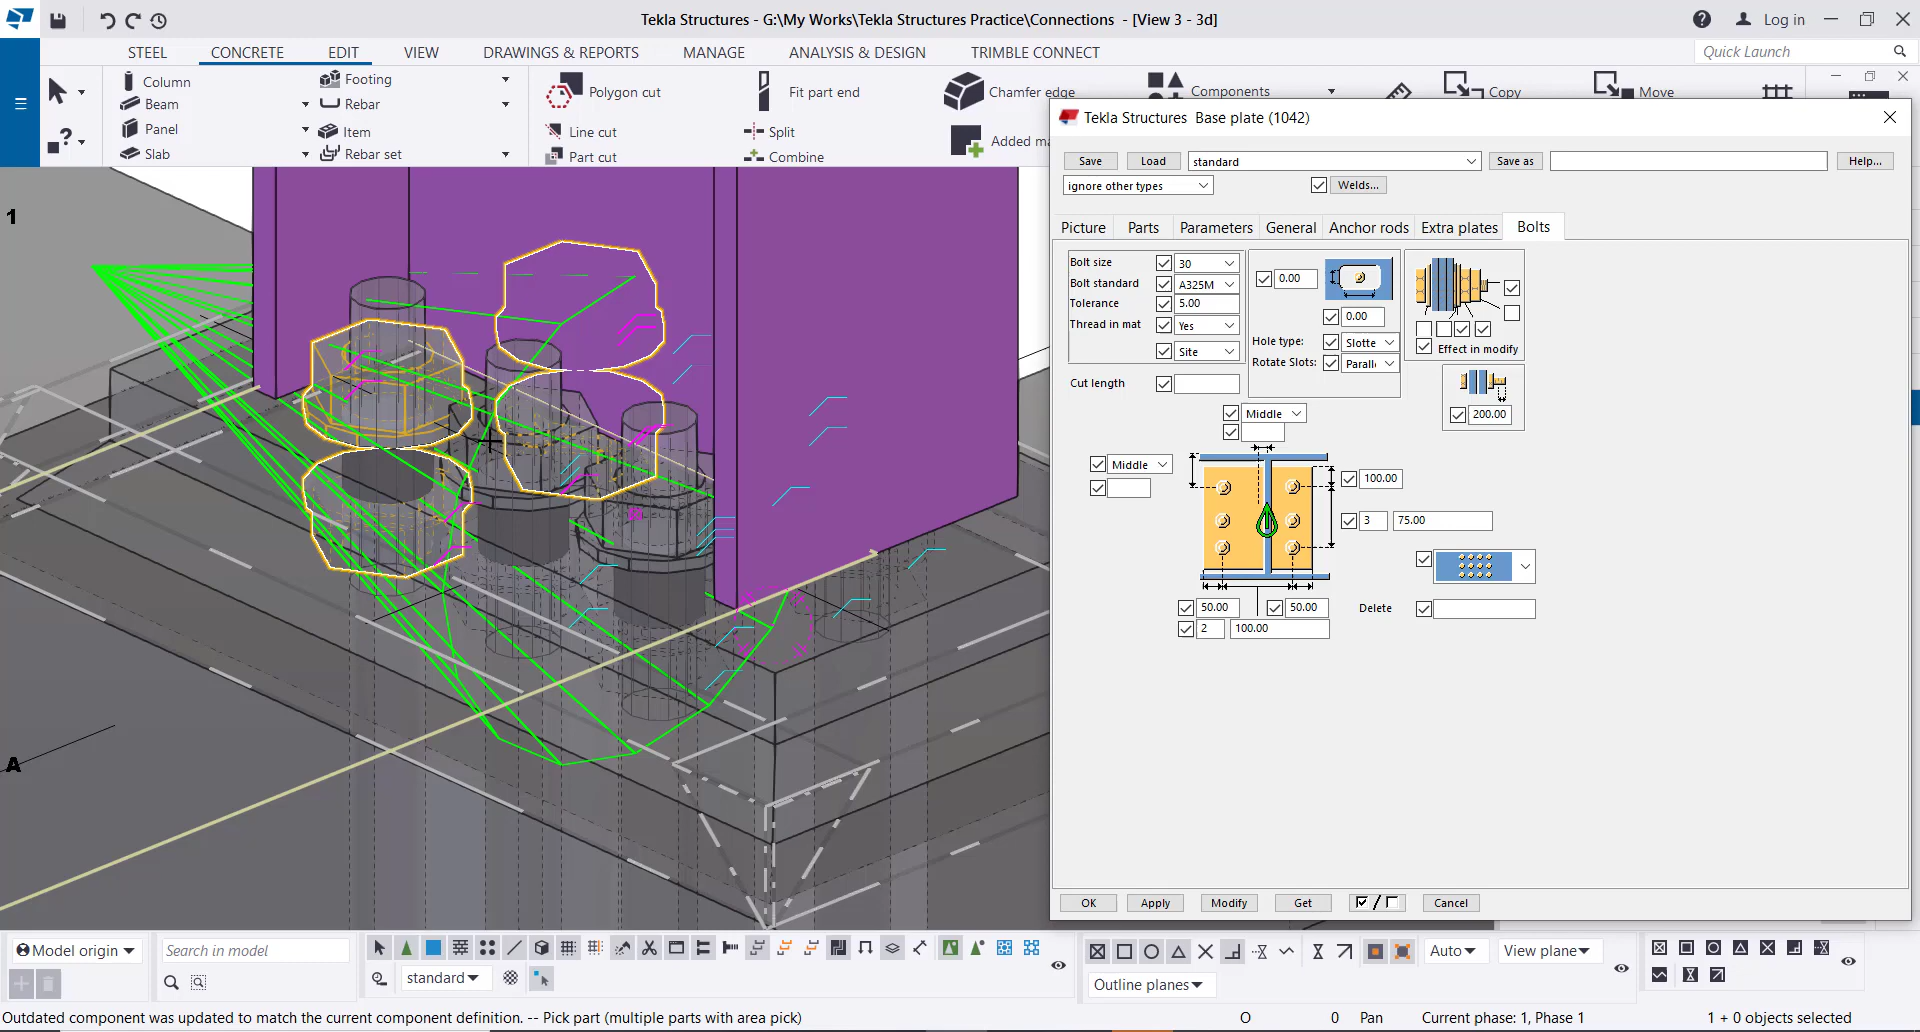 Tekla Structures - G:\My Works\Tekla Structures Practice\Connections - [View 3 - 3d]
Log in
STEEL CONCRETE EDIT VIEW DRAWINGS & REPORTS MANAGE ANALYSIS & DESIGN TRIMBLE CONNECT
Quick Launch
Column
Footing
Polygon cut
Fit part end
Chamfer edge
Components
Copy
Move
Beam
Rebar
Panel
Item
Line cut
Split
Added ma
Slab
Rebar set
Part cut
Combine
Tekla Structures Base plate (1042)
Save Load standard Save as Help...
ignore other types Welds...
Picture Parts Parameters General Anchor rods Extra plates Bolts
Bolt size 30
Bolt standard A325M
Tolerance 5.00
Thread in mat Yes
Site
Cut length
0.00
0.00
Hole type: Slotte
Rotate Slots: Paralli
Effect in modify
200.00
Middle
Middle
100.00
3 75.00
50.00 50.00
2 100.00
Delete
OK Apply Modify Get / Cancel
1
A
Model origin
Search in model
standard
Auto
View plane
Outline planes
Outdated component was updated to match the current component definition. -- Pick part (multiple parts with area pick)
O 0 Pan Current phase: 1, Phase 1 1 + 0 objects selected